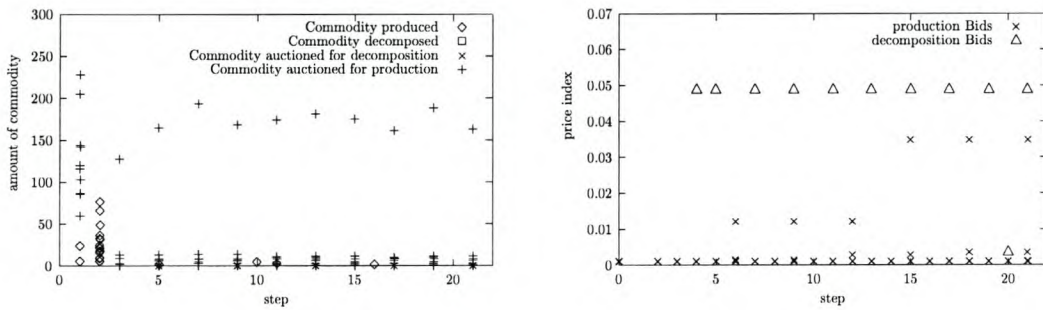 300
250
200
150
100
50
0
amount of commodity
Commodity produced
Commodity decomposed
Commodity auctioned for decomposition
Commodity auctioned for production
0 5 10 15 20
step
0.07
0.06
0.05
0.04
0.03
0.02
0.01
0
price index
production Bids
decomposition Bids
0 5 10 15 20
step